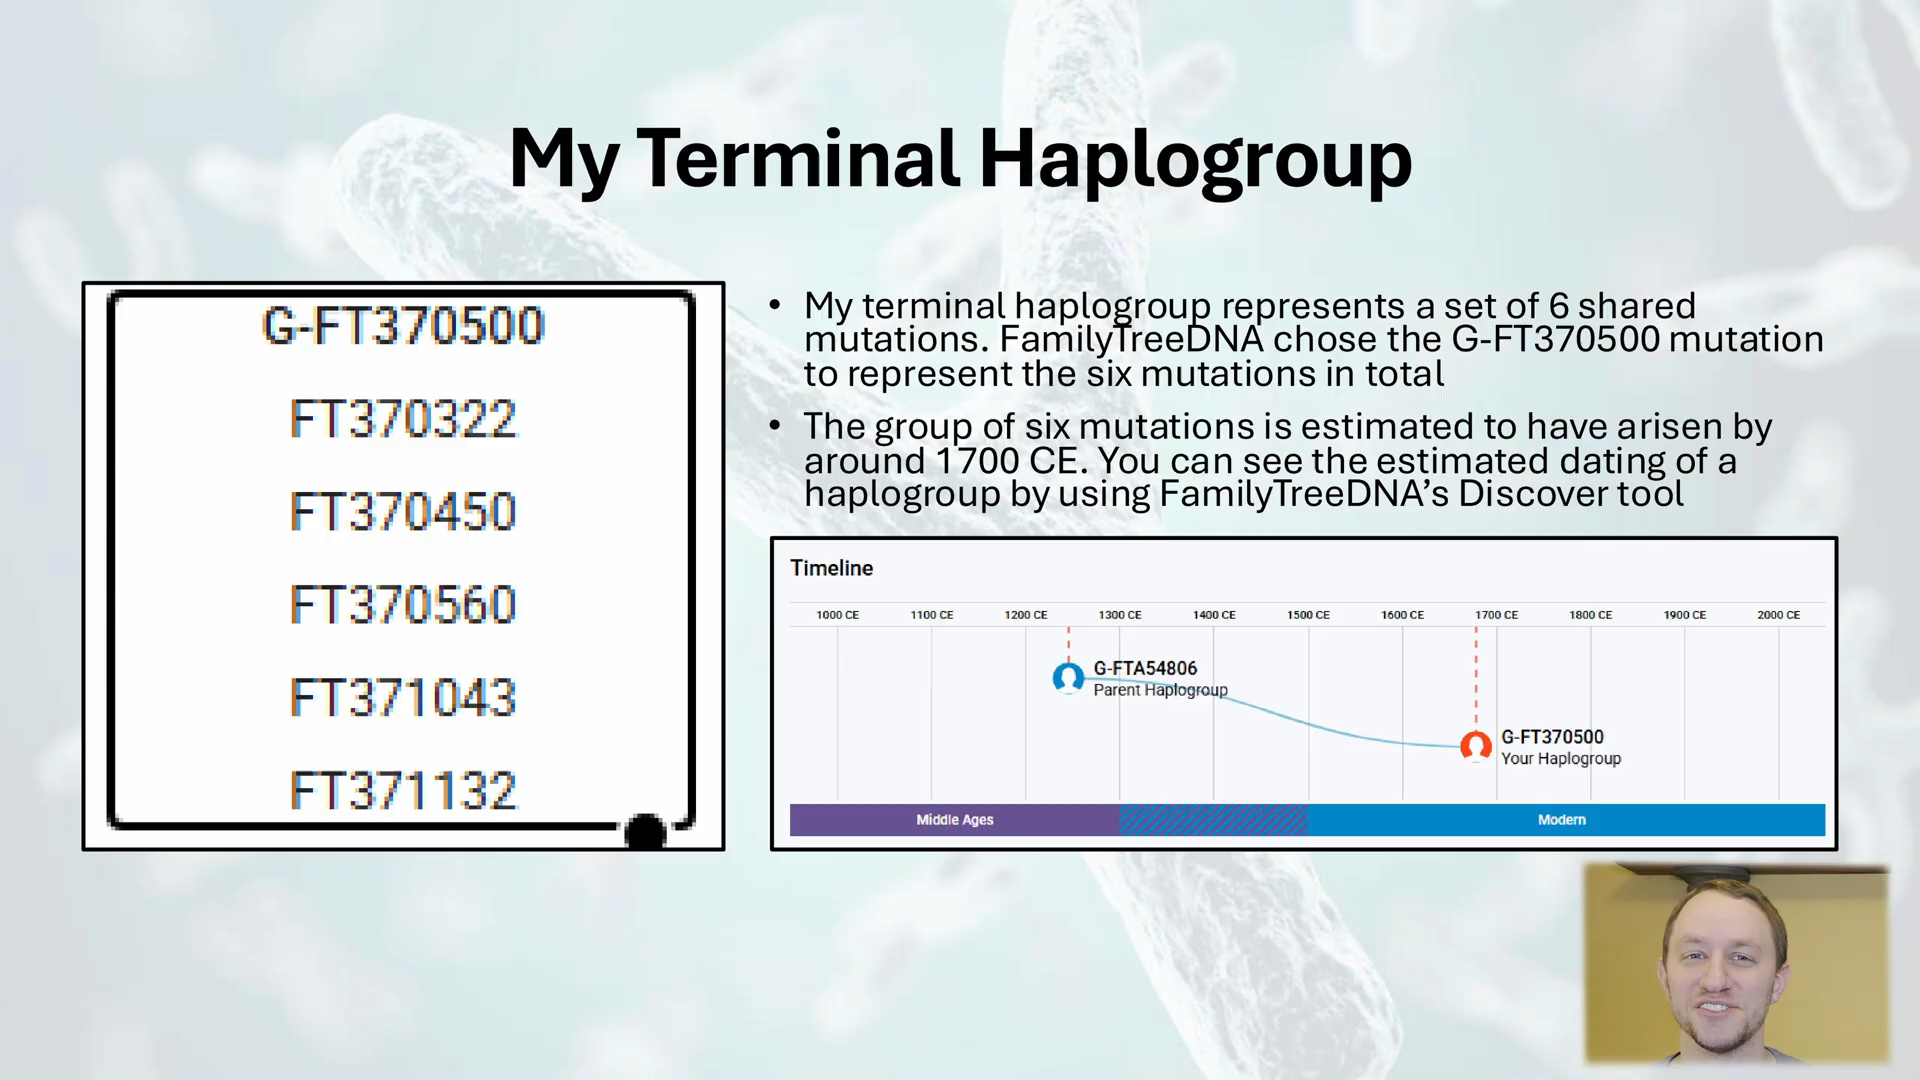 My Terminal Haplogroup
G-FT370500
FT370322
FT370450
FT370560
FT371043
FT371132
• My terminal haplogroup represents a set of 6 shared
mutations. FamilyTreeDNA chose the G-FT370500 mutation
to represent the six mutations in total
• The group of six mutations is estimated to have arisen by
around 1700 CE. You can see the estimated dating of a
haplogroup by using FamilyTreeDNA’s Discover tool
Timeline
1000 CE 1100 CE 1200 CE 1300 CE 1400 CE 1500 CE 1600 CE 1700 CE 1800 CE 1900 CE 2000 CE
G-FTA54806
Parent Haplogroup
G-FT370500
Your Haplogroup
Middle Ages Modern